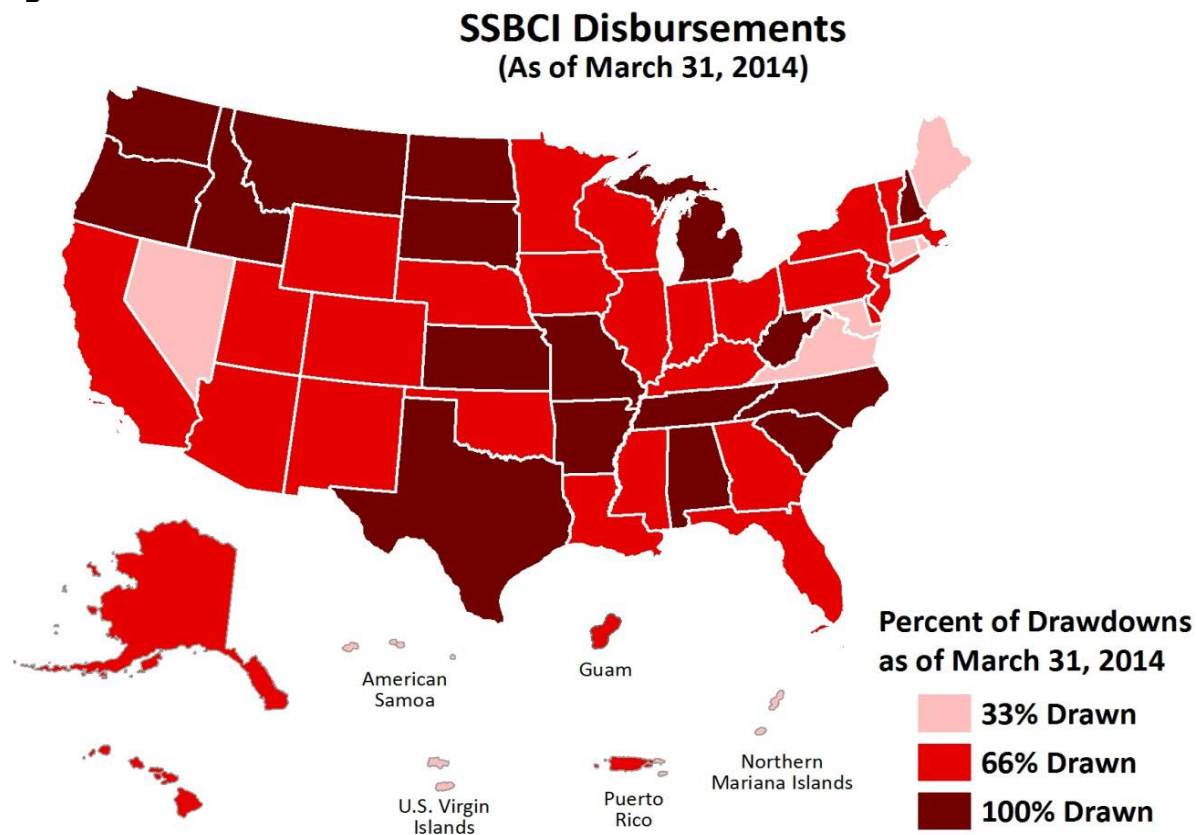 SSBCI Disbursements
(As of March 31, 2014)
American
Samoa
Guam
U.S. Virgin
Islands
Puerto
Rico
Northern
Mariana Islands
Percent of Drawdowns
as of March 31, 2014
33% Drawn
66% Drawn
100% Drawn